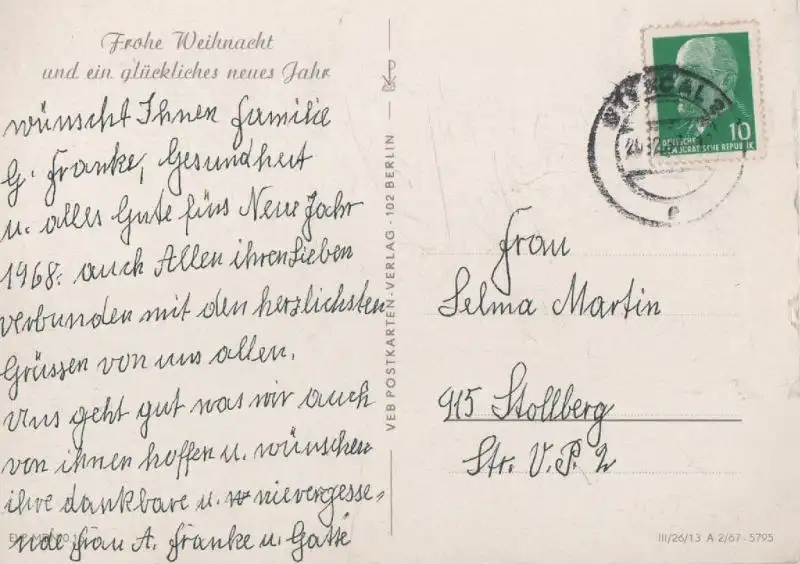 Frohe Weihnacht
und ein glückliches neues Jahr
wünscht Ihnen Familie
G. Franke, Gesundheit
u. alles Gute fürs Neue Jahr
1968. auch Allen ihren Lieben
verbunden mit den herzlichsten
Grüssen von uns allen.
Uns geht gut was wir auch
von ihnen hoffen u. wünschen
ihre dankbare u. nievergesse-
nde Frau A. Franke u. Gatte
VEB POSTKARTEN-VERLAG · 102 BERLIN
10
DEUTSCHE
DEMOKRATISCHE REPUBLIK
Frau
Selma Martin
915 Stollberg
Str. V. P. 2
III/26/13 A 2/67 - 5795